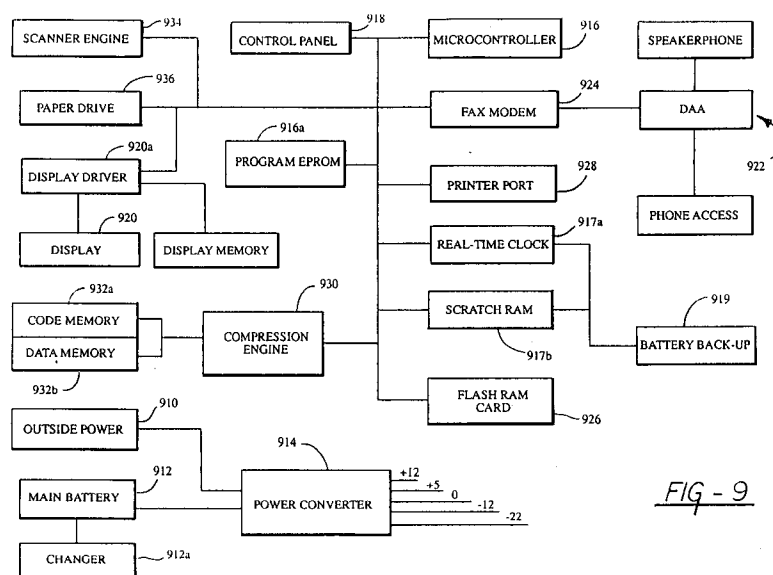 SCANNER ENGINE
934
CONTROL PANEL
918
MICROCONTROLLER
916
SPEAKERPHONE
PAPER DRIVE
936
FAX MODEM
924
DAA
922
916a
PROGRAM EPROM
920a
DISPLAY DRIVER
PRINTER PORT
928
PHONE ACCESS
920
DISPLAY
DISPLAY MEMORY
917a
REAL-TIME CLOCK
932a
CODE MEMORY
DATA MEMORY
932b
930
COMPRESSION
ENGINE
SCRATCH RAM
917b
919
BATTERY BACK-UP
FLASH RAM
CARD
926
910
OUTSIDE POWER
912
MAIN BATTERY
914
POWER CONVERTER
+12
+5
0
-12
-22
CHANGER
912a
FIG - 9